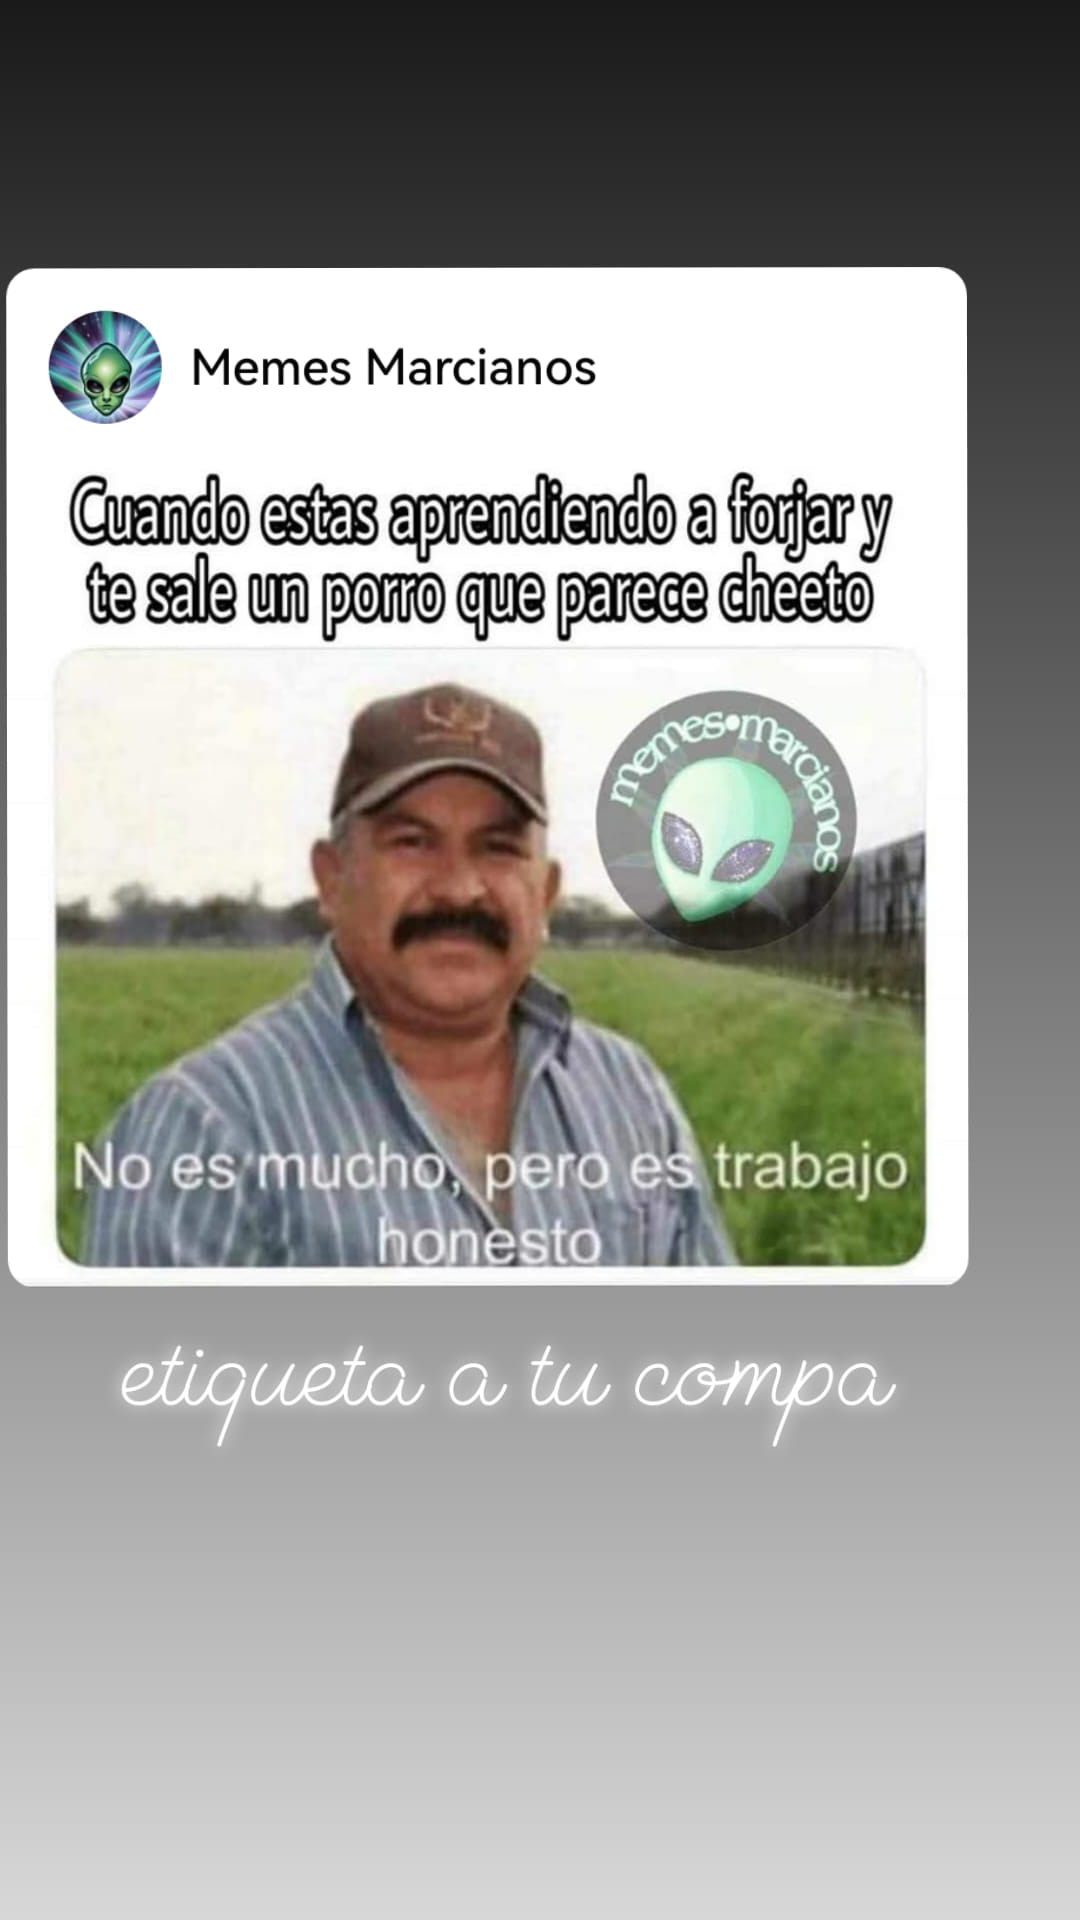 Memes Marcianos
Cuando estas aprendiendo a forjar y
te sale un porro que parece cheeto
memes•marcianos
No es mucho, pero es trabajo
honesto
etiqueta a tu compa